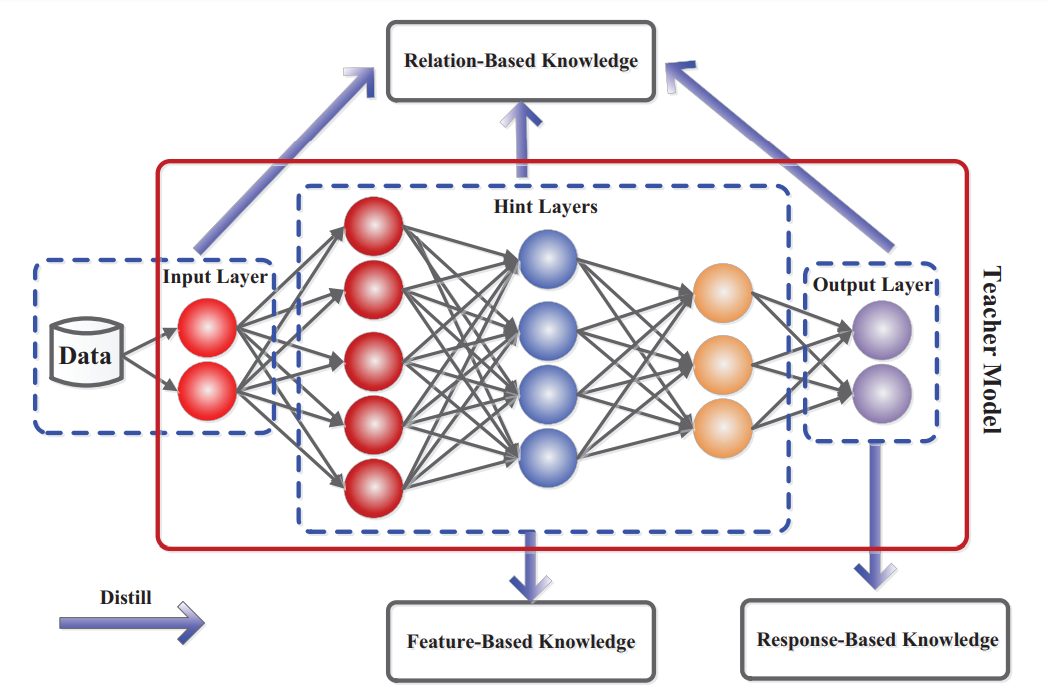 Relation-Based Knowledge
Hint Layers
Input Layer
Output Layer
Data
Teacher Model
Distill
Feature-Based Knowledge
Response-Based Knowledge